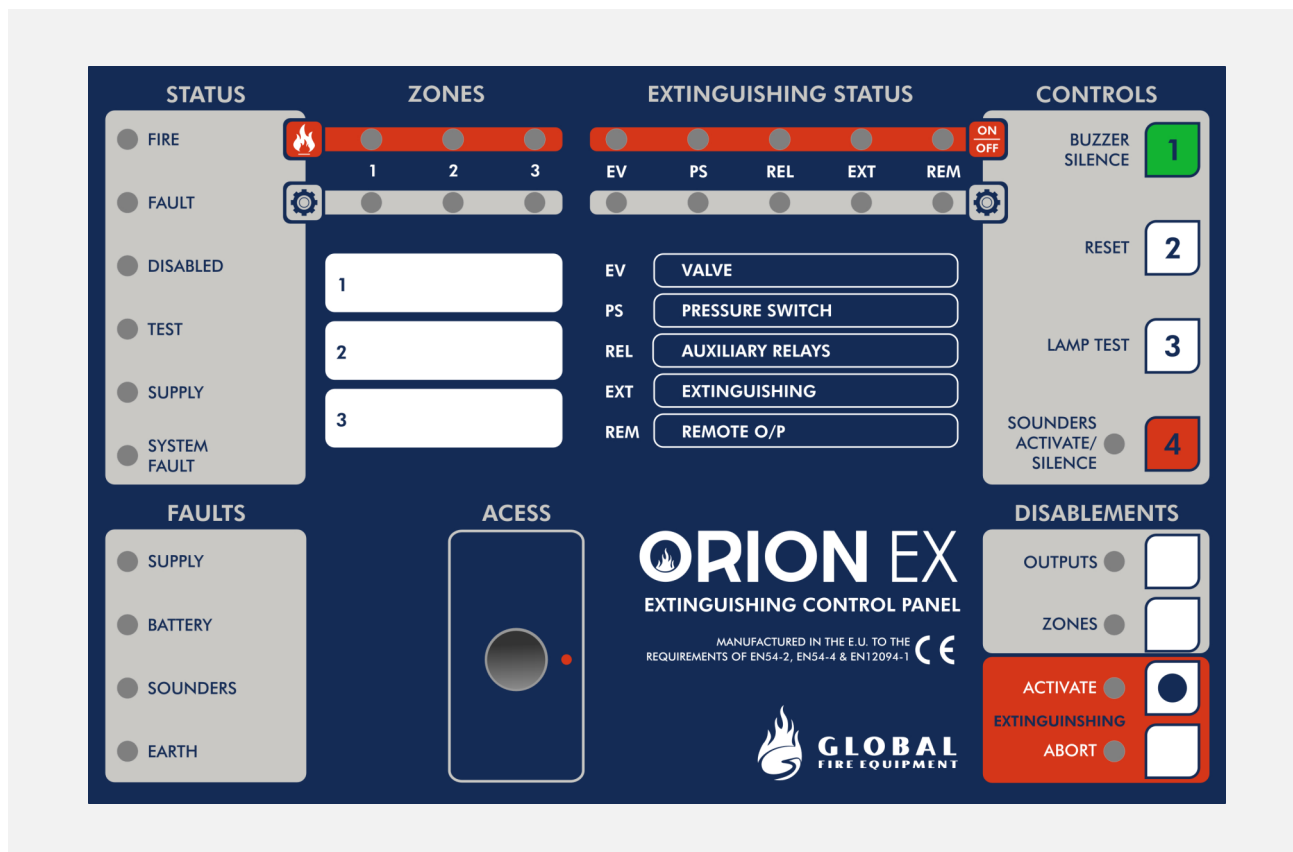 STATUS
FIRE
FAULT
DISABLED
TEST
SUPPLY
SYSTEM
FAULT
ZONES
1 2 3
1
2
3
EXTINGUISHING STATUS
ON
OFF
EV PS REL EXT REM
EV VALVE
PS PRESSURE SWITCH
REL AUXILIARY RELAYS
EXT EXTINGUISHING
REM REMOTE O/P
CONTROLS
BUZZER
SILENCE
1
RESET 2
LAMP TEST 3
SOUNDERS
ACTIVATE/
SILENCE
4
FAULTS
SUPPLY
BATTERY
SOUNDERS
EARTH
ACESS
ORION EX
EXTINGUISHING CONTROL PANEL
MANUFACTURED IN THE E.U. TO THE
REQUIREMENTS OF EN54-2, EN54-4 & EN12094-1
CE
GLOBAL
FIRE EQUIPMENT
DISABLEMENTS
OUTPUTS
ZONES
ACTIVATE
EXTINGUINSHING
ABORT